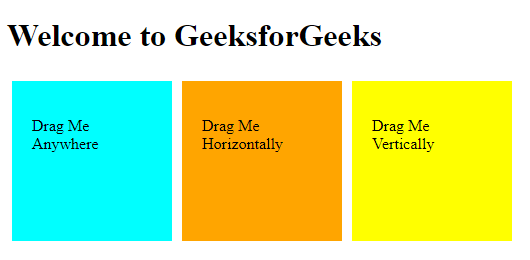 Welcome to GeeksforGeeks
Drag Me
Anywhere
Drag Me
Horizontally
Drag Me
Vertically